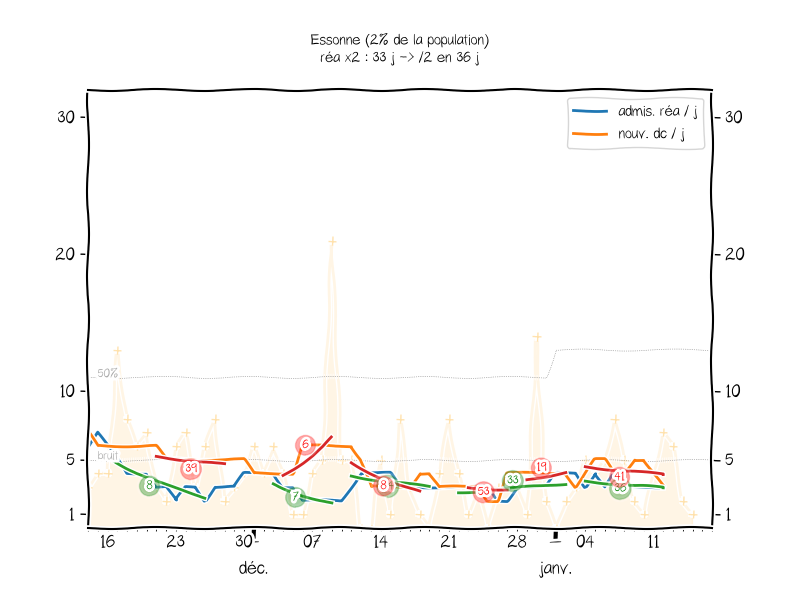 Essonne (2% de la population)
réa x2 : 33 j -> /2 en 36 j
admis. réa / j
nouv. dc / j
30 30
20 20
50%
10 10
bruit
5 5
1 1
8 39 7 6 8 53 33 19 41 36
16 23 30 07 14 21 28 04 11
déc. janv.